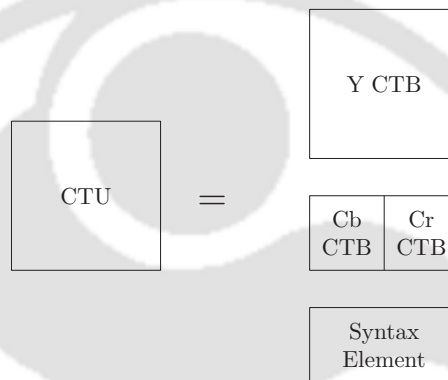 Y CTB
CTU
=
Cb
CTB
Cr
CTB
Syntax
Element